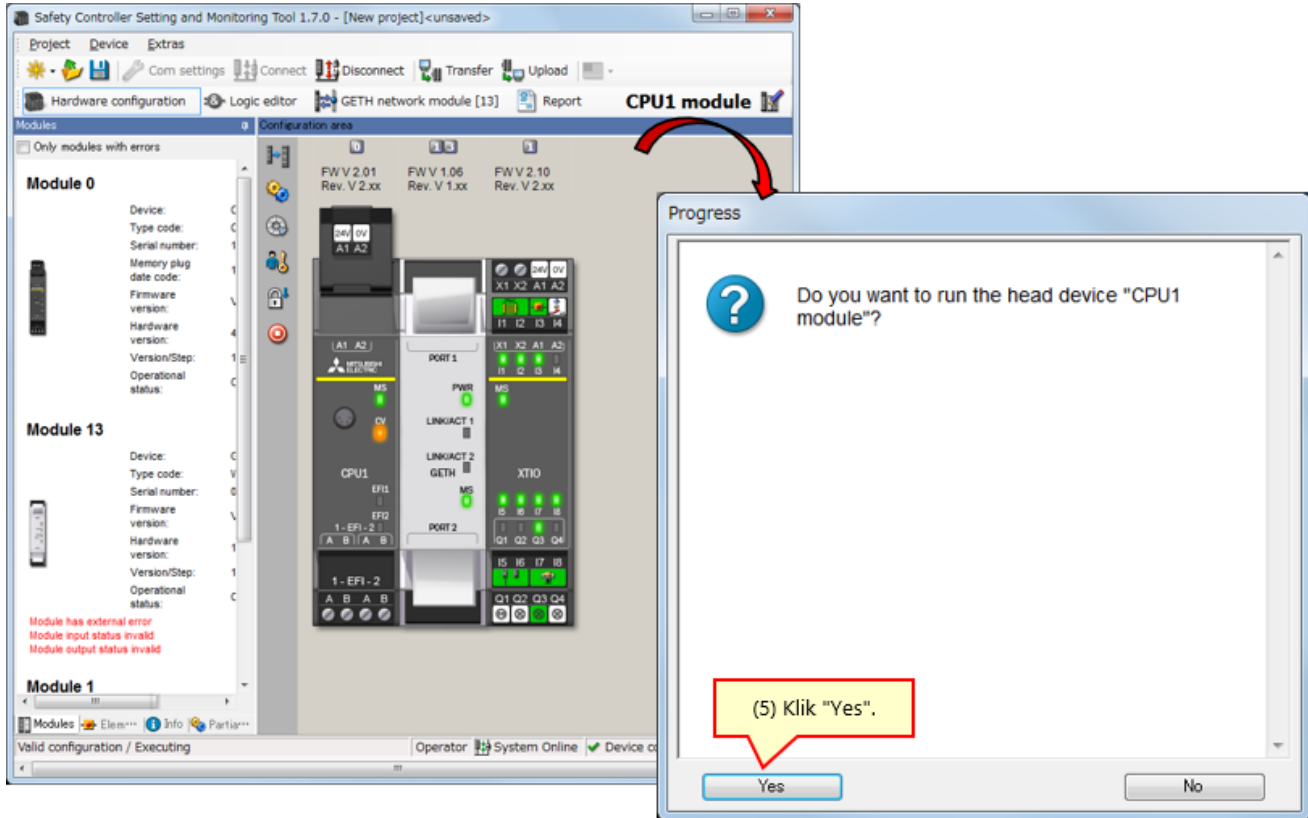 Safety Controller Setting and Monitoring Tool 1.7.0 - [New project]<unsaved>
Project Device Extras
Com settings Connect Disconnect Transfer Upload
Hardware configuration Logic editor GETH network module [13] Report CPU1 module
Modules
Configuration area
Only modules with errors
Module 0
Device:
Type code:
Serial number:
Memory plug
date code:
Firmware
version:
Hardware
version:
Version/Step:
Operational
status:
Module 13
Device:
Type code:
Serial number:
Firmware
version:
Hardware
version:
Version/Step:
Operational
status:
Module has external error
Module input status invalid
Module output status invalid
Module 1
Modules Elem... Info Partia...
Valid configuration / Executing
Operator System Online Device co
FW V 2.01
Rev. V 2.xx
FW V 1.06
Rev. V 1.xx
FW V 2.10
Rev. V 2.xx
24V 0V
A1 A2
A1 A2
MITSUBISHI
ELECTRIC
MS
CV
CPU1
EFI1
EFI2
1 - EFI - 2
A B A B
1 - EFI - 2
A B A B
PORT 1
PWR
LINK/ACT 1
LINK/ACT 2
GETH
MS
PORT 2
24V 0V
X1 X2 A1 A2
I1 I2 I3 I4
X1 X2 A1 A2
I1 I2 I3 I4
MS
XTIO
I5 I6 I7 I8
Q1 Q2 Q3 Q4
I5 I6 I7 I8
Q1 Q2 Q3 Q4
Progress
Do you want to run the head device "CPU1
module"?
(5) Klik "Yes".
Yes
No